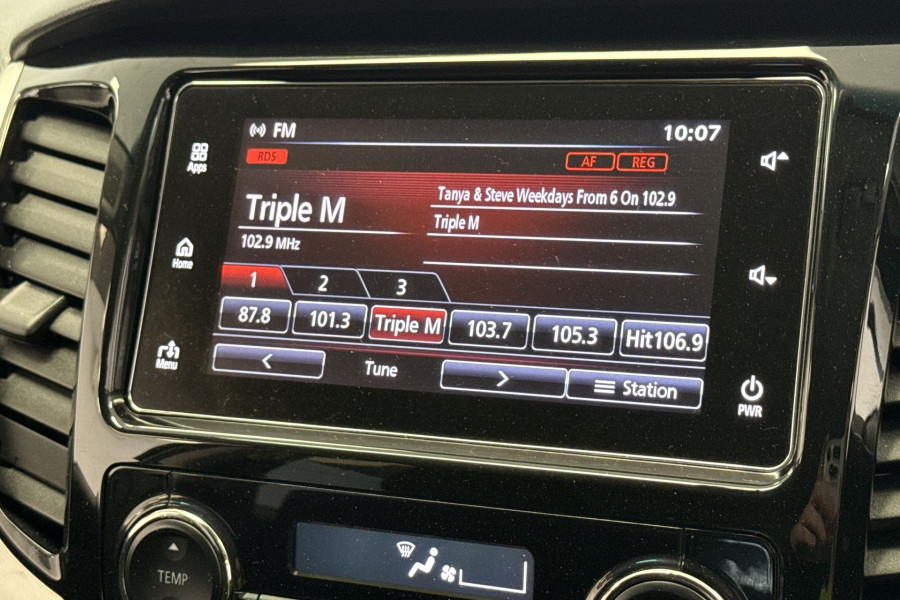 FM
10:07
RDS
AF
REG
Apps
Triple M
102.9 MHz
Tanya & Steve Weekdays From 6 On 102.9
Triple M
Home
1
2
3
87.8
101.3
Triple M
103.7
105.3
Hit106.9
Menu
<
Tune
>
Station
PWR
TEMP